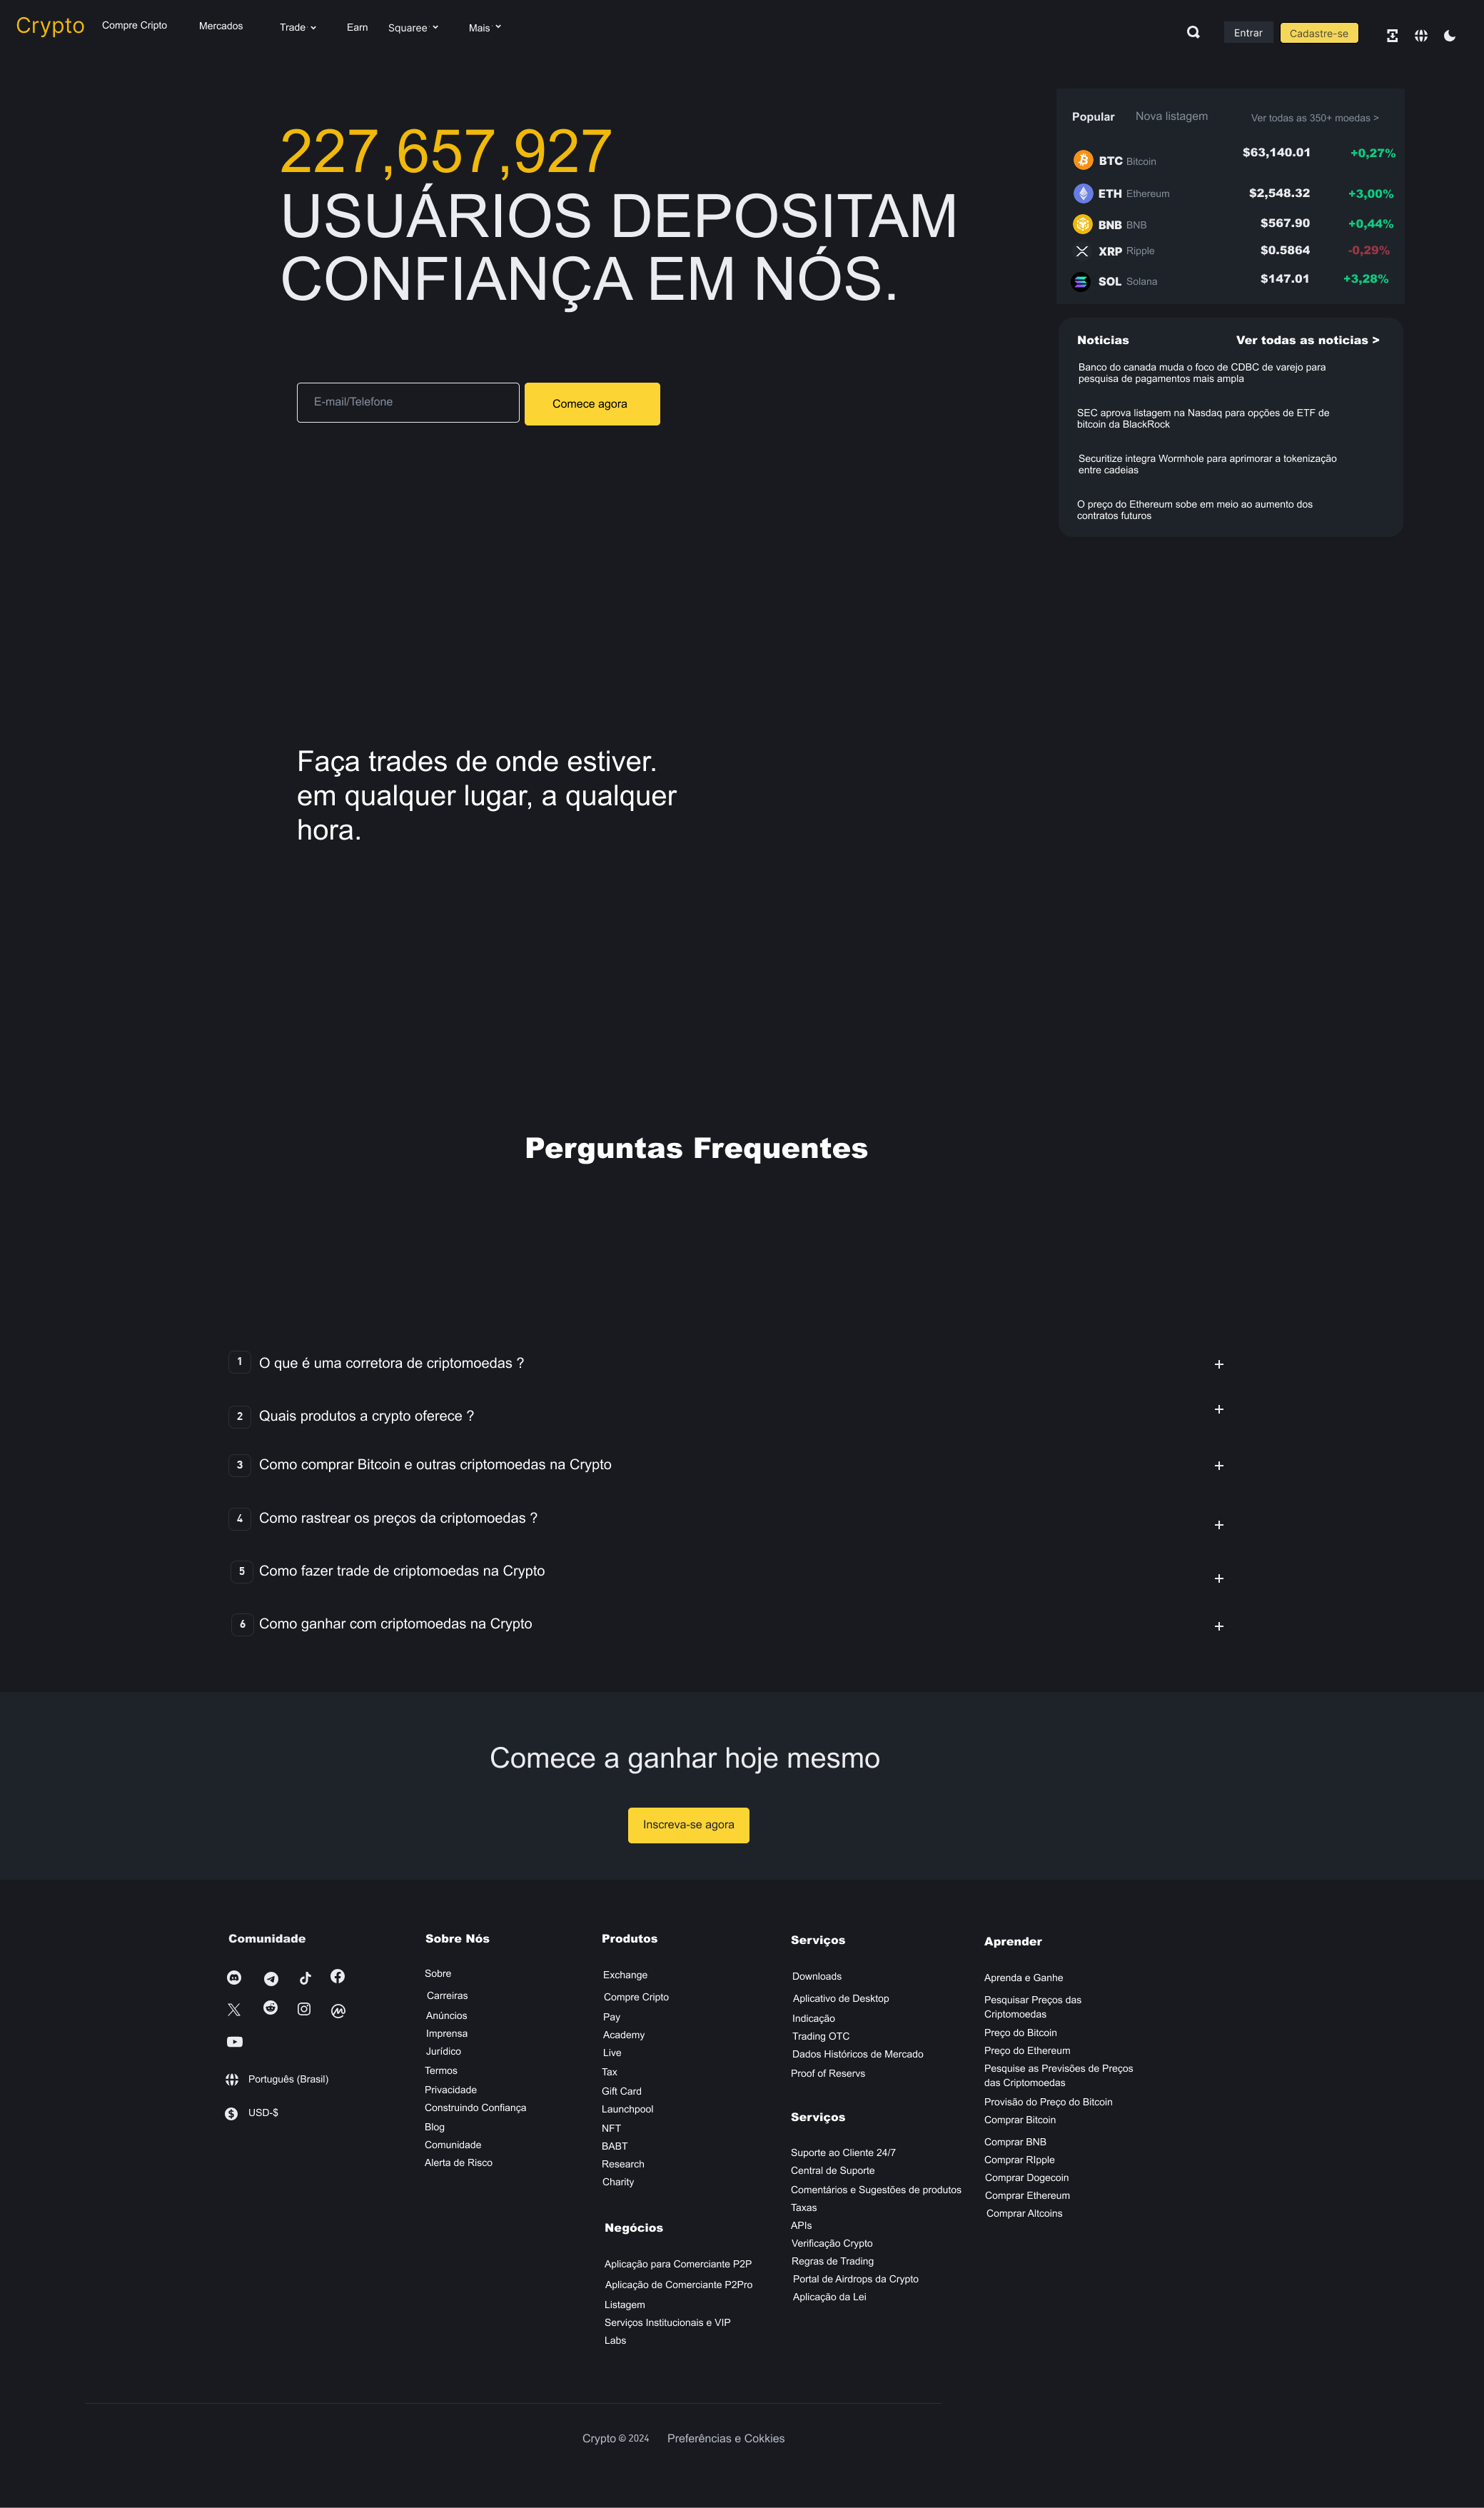 Crypto Compre Cripto Mercados Trade Earn Squaree Mais Entrar Cadastre-se
227,657,927
USUÁRIOS DEPOSITAM
CONFIANÇA EM NÓS.
E-mail/Telefone Comece agora
Popular Nova listagem Ver todas as 350+ moedas >
BTC Bitcoin $63,140.01 +0,27%
ETH Ethereum $2,548.32 +3,00%
BNB BNB $567.90 +0,44%
XRP Ripple $0.5864 -0,29%
SOL Solana $147.01 +3,28%
Noticias Ver todas as noticias >
Banco do canada muda o foco de CDBC de varejo para
pesquisa de pagamentos mais ampla
SEC aprova listagem na Nasdaq para opções de ETF de
bitcoin da BlackRock
Securitize integra Wormhole para aprimorar a tokenização
entre cadeias
O preço do Ethereum sobe em meio ao aumento dos
contratos futuros
Faça trades de onde estiver.
em qualquer lugar, a qualquer
hora.
Perguntas Frequentes
1 O que é uma corretora de criptomoedas ? +
2 Quais produtos a crypto oferece ? +
3 Como comprar Bitcoin e outras criptomoedas na Crypto +
4 Como rastrear os preços da criptomoedas ? +
5 Como fazer trade de criptomoedas na Crypto +
6 Como ganhar com criptomoedas na Crypto +
Comece a ganhar hoje mesmo
Inscreva-se agora
Comunidade
Português (Brasil)
USD-$
Sobre Nós
Sobre
Carreiras
Anúncios
Imprensa
Jurídico
Termos
Privacidade
Construindo Confiança
Blog
Comunidade
Alerta de Risco
Produtos
Exchange
Compre Cripto
Pay
Academy
Live
Tax
Gift Card
Launchpool
NFT
BABT
Research
Charity
Negócios
Aplicação para Comerciante P2P
Aplicação de Comerciante P2Pro
Listagem
Serviços Institucionais e VIP
Labs
Serviços
Downloads
Aplicativo de Desktop
Indicação
Trading OTC
Dados Históricos de Mercado
Proof of Reservs
Serviços
Suporte ao Cliente 24/7
Central de Suporte
Comentários e Sugestões de produtos
Taxas
APIs
Verificação Crypto
Regras de Trading
Portal de Airdrops da Crypto
Aplicação da Lei
Aprender
Aprenda e Ganhe
Pesquisar Preços das
Criptomoedas
Preço do Bitcoin
Preço do Ethereum
Pesquise as Previsões de Preços
das Criptomoedas
Provisão do Preço do Bitcoin
Comprar Bitcoin
Comprar BNB
Comprar RIpple
Comprar Dogecoin
Comprar Ethereum
Comprar Altcoins
Crypto © 2024 Preferências e Cokkies